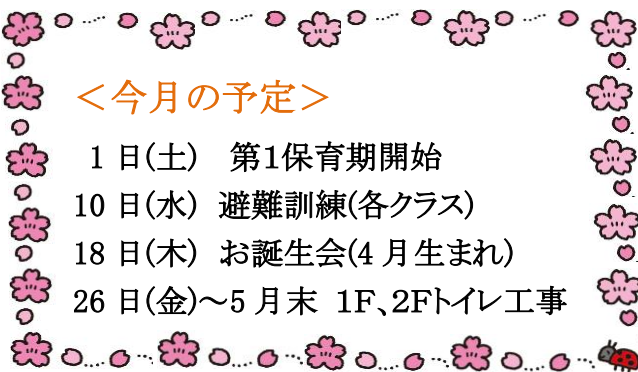 ＜今月の予定＞
1日(土)　第1保育期開始
10日(水)　避難訓練(各クラス)
18日(木)　お誕生会(4月生まれ)
26日(金)～5月末　1F、2Fトイレ工事